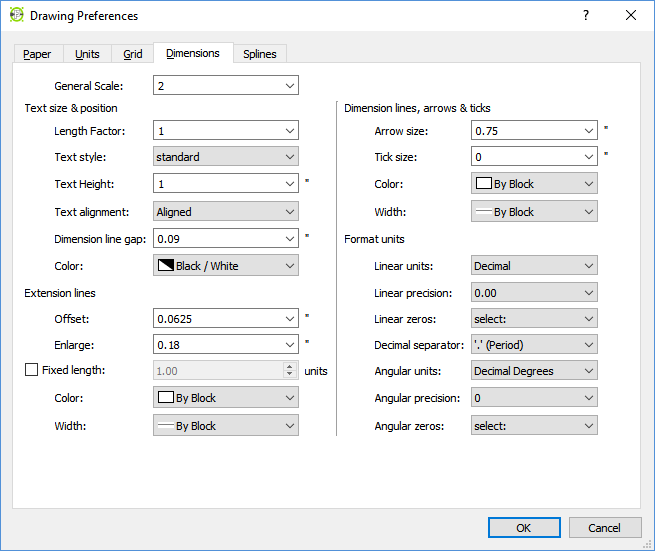 Drawing Preferences ?
Paper Units Grid Dimensions Splines
General Scale: 2
Text size & position
Length Factor: 1
Text style: standard
Text Height: 1 "
Text alignment: Aligned
Dimension line gap: 0.09 "
Color: Black / White
Extension lines
Offset: 0.0625 "
Enlarge: 0.18 "
Fixed length: 1.00 units
Color: By Block
Width: By Block
Dimension lines, arrows & ticks
Arrow size: 0.75 "
Tick size: 0 "
Color: By Block
Width: By Block
Format units
Linear units: Decimal
Linear precision: 0.00
Linear zeros: select:
Decimal separator: '.' (Period)
Angular units: Decimal Degrees
Angular precision: 0
Angular zeros: select:
OK Cancel